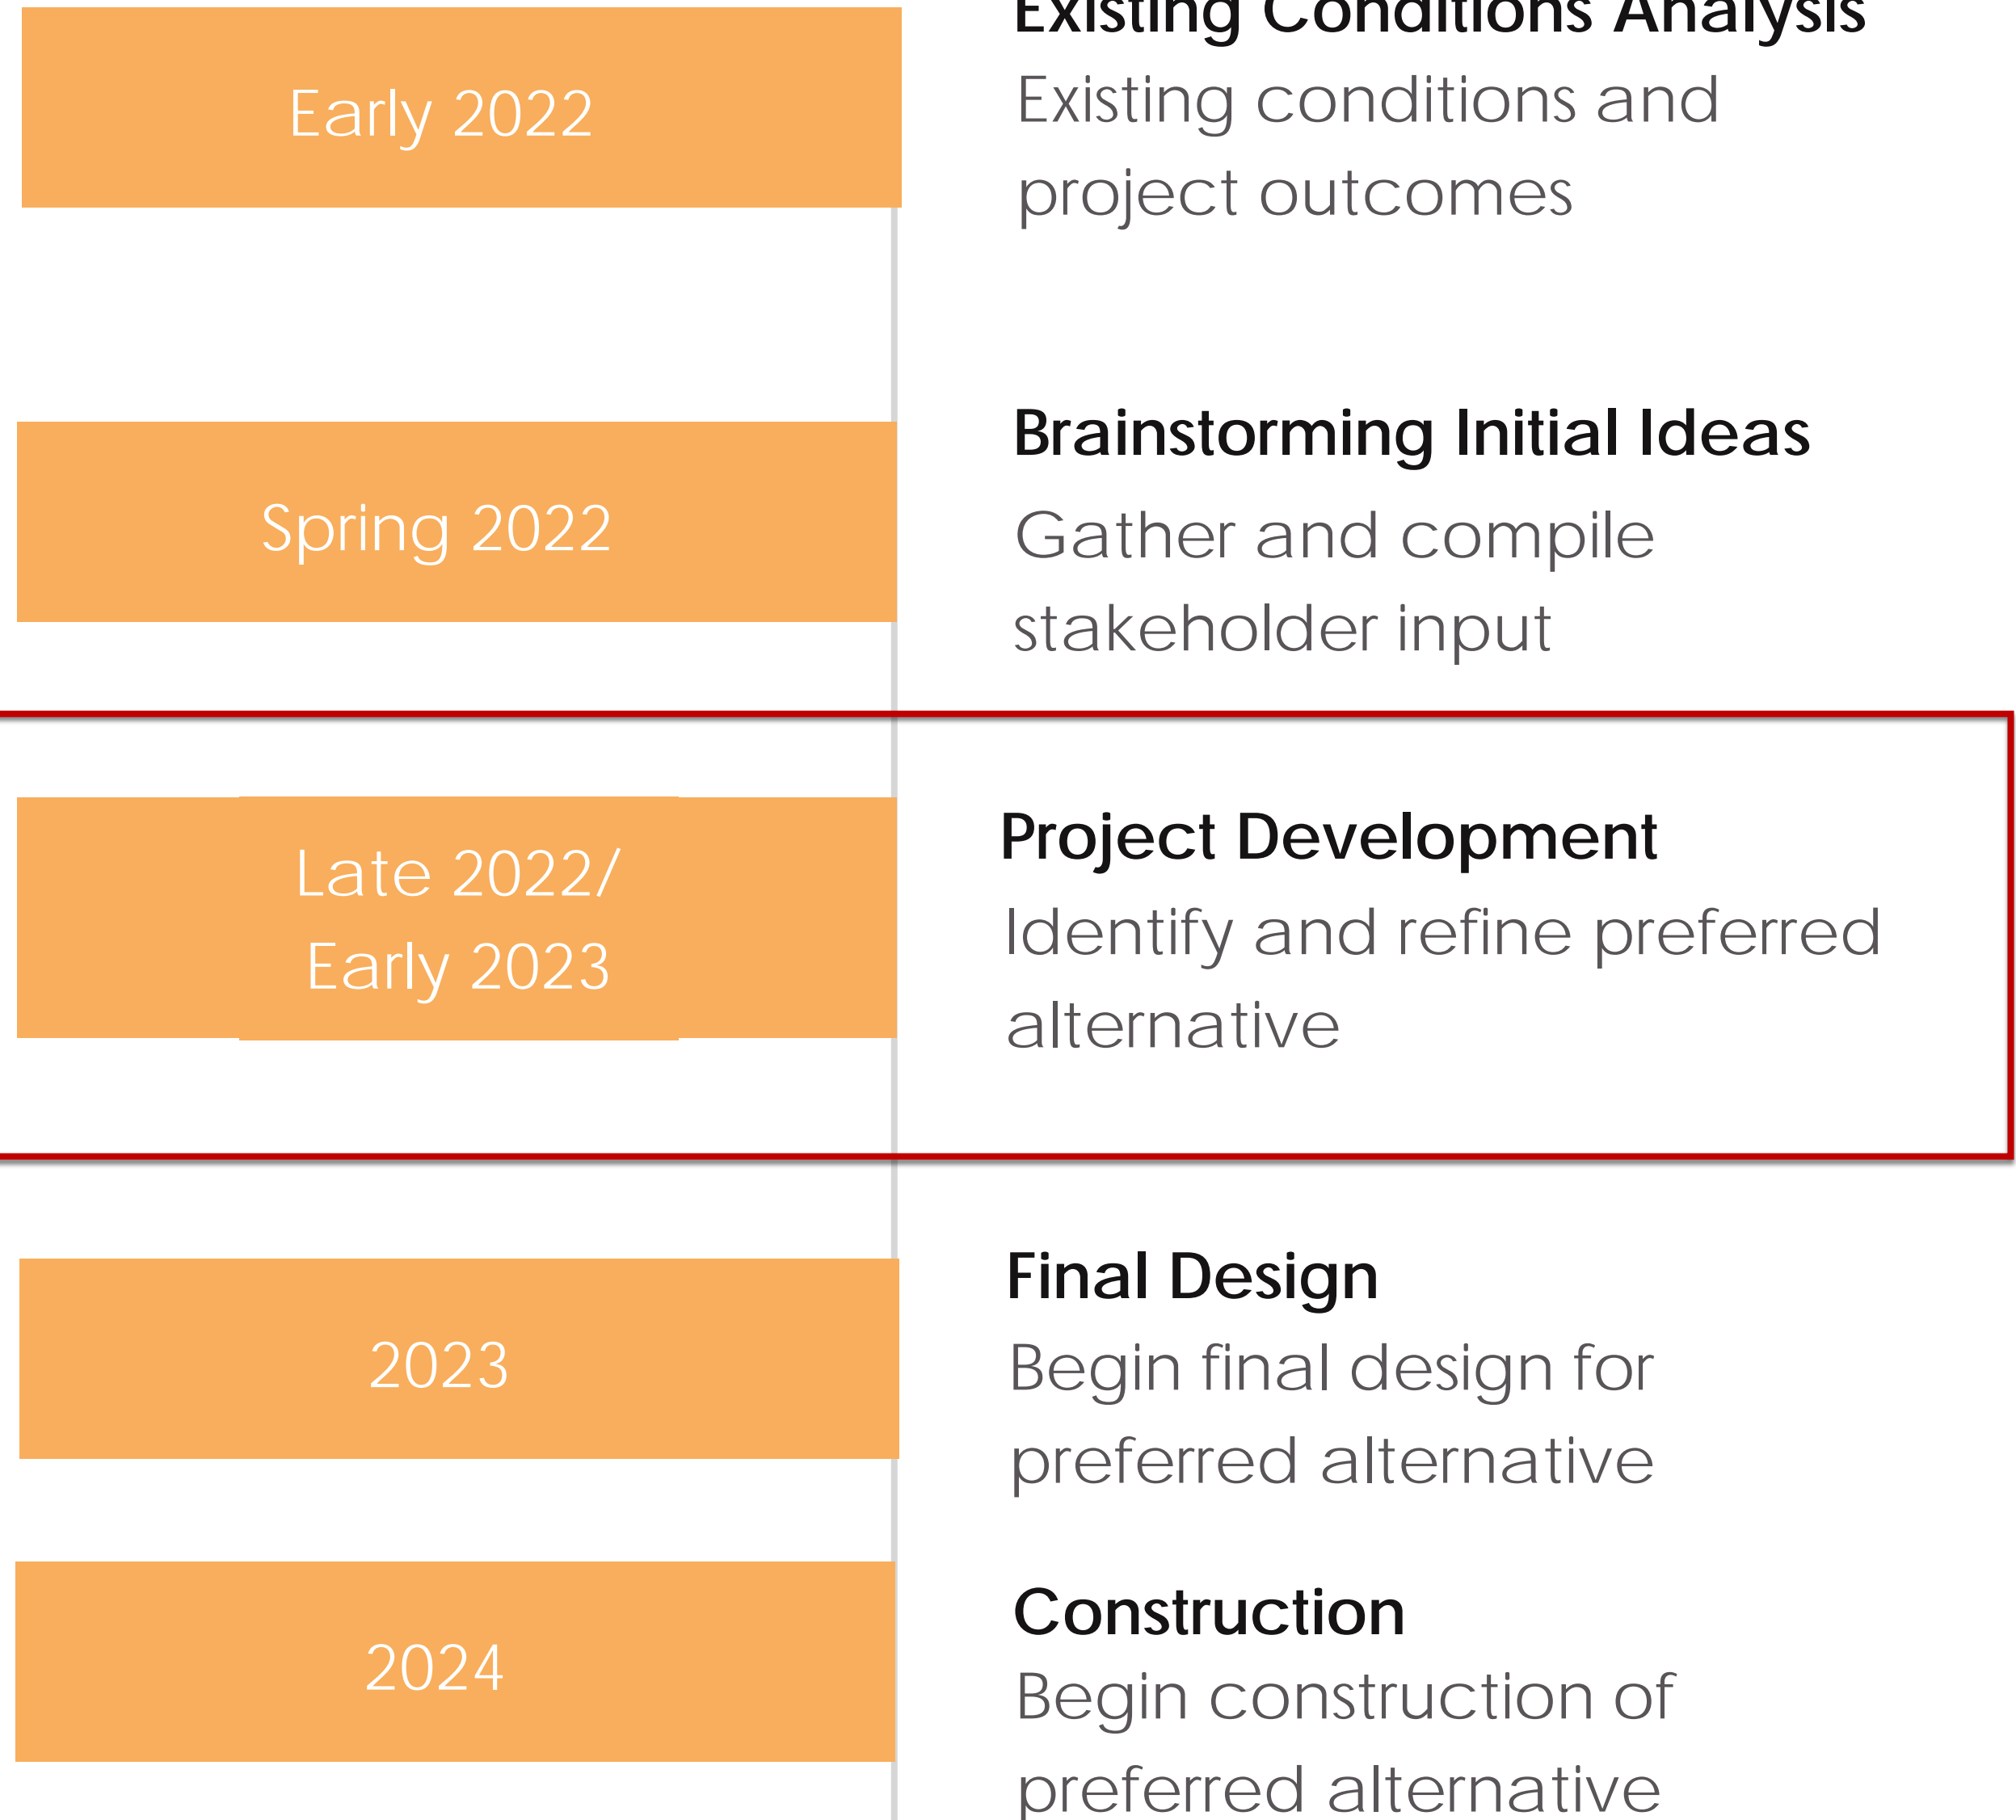 Existing Conditions Analysis
Early 2022
Existing conditions and
project outcomes
Brainstorming Initial Ideas
Spring 2022
Gather and compile
stakeholder input
Project Development
Late 2022/
Early 2023
Identify and refine preferred
alternative
Final Design
2023
Begin final design for
preferred alternative
Construction
2024
Begin construction of
preferred alternative